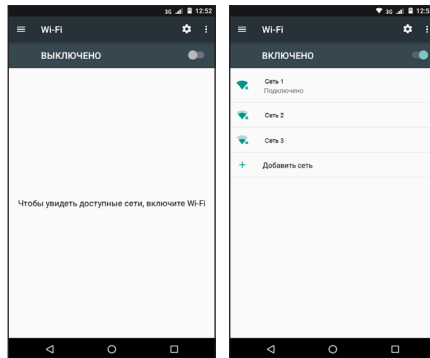 3G 12:52
Wi-Fi
ВЫКЛЮЧЕНО
Чтобы увидеть доступные сети, включите Wi-Fi
3G 12:5
Wi-Fi
ВКЛЮЧЕНО
Сеть 1
Подключено
Сеть 2
Сеть 3
+ Добавить сеть